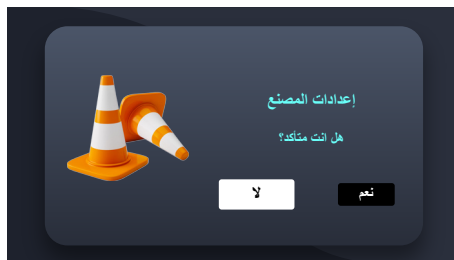 إعدادات المصنع
هل انت متأكد؟
نعم
لا